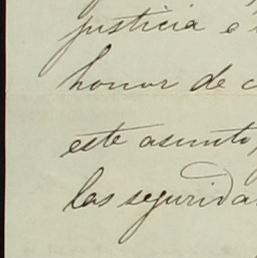 justicia e
honor de
este asunto,
las segurida